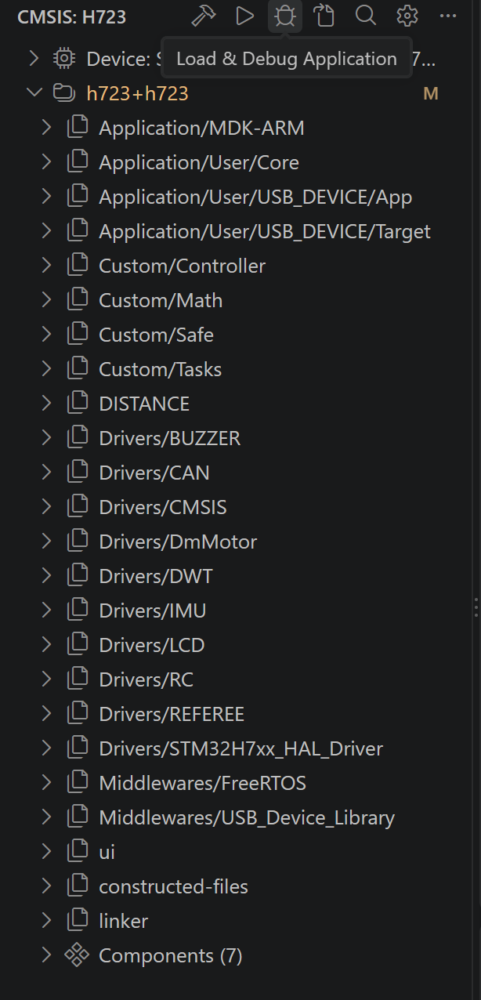 CMSIS: H723
Device: 7...
Load & Debug Application
h723+h723 M
Application/MDK-ARM
Application/User/Core
Application/User/USB_DEVICE/App
Application/User/USB_DEVICE/Target
Custom/Controller
Custom/Math
Custom/Safe
Custom/Tasks
DISTANCE
Drivers/BUZZER
Drivers/CAN
Drivers/CMSIS
Drivers/DmMotor
Drivers/DWT
Drivers/IMU
Drivers/LCD
Drivers/RC
Drivers/REFEREE
Drivers/STM32H7xx_HAL_Driver
Middlewares/FreeRTOS
Middlewares/USB_Device_Library
ui
constructed-files
linker
Components (7)